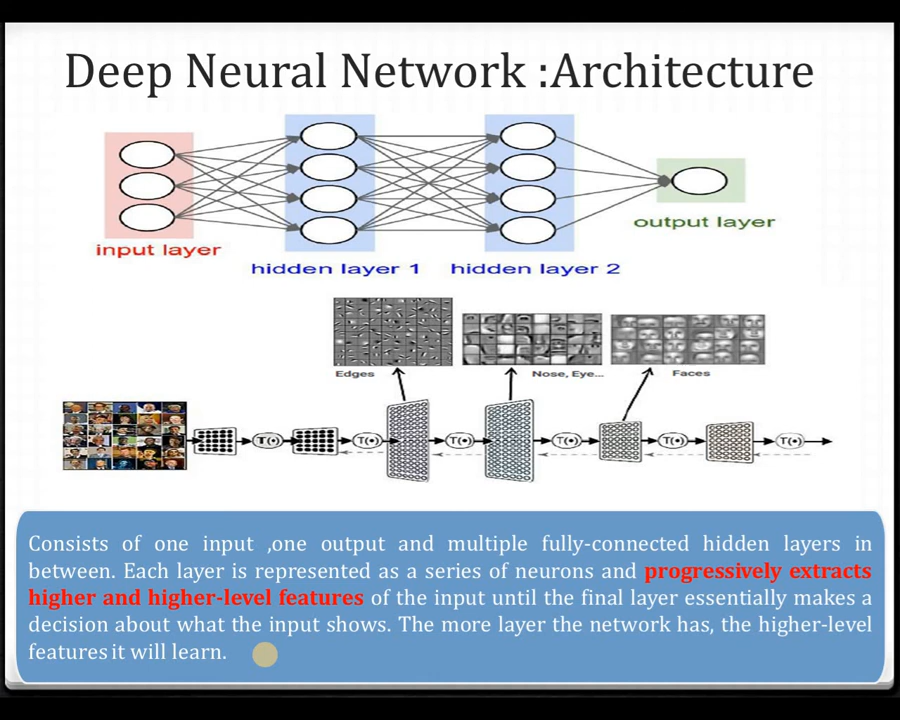 Deep Neural Network :Architecture
input layer
hidden layer 1
hidden layer 2
output layer
Edges
Nose, Eye...
Faces
T(•)
T(•)
T(•)
T(•)
T(•)
T(•)
Consists of one input ,one output and multiple fully-connected hidden layers in
between. Each layer is represented as a series of neurons and progressively extracts
higher and higher-level features of the input until the final layer essentially makes a
decision about what the input shows. The more layer the network has, the higher-level
features it will learn.